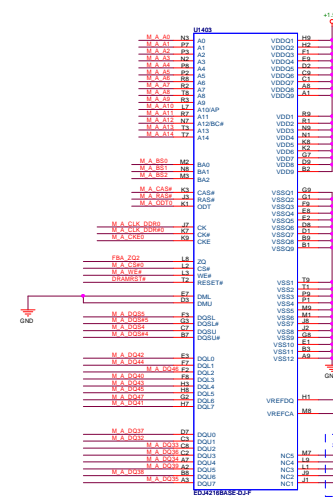 U1403
+1.
M_A_A0 N3 A0 VDDQ1 H9
M_A_A1 P7 A1 VDDQ2 H2
M_A_A2 P3 A2 VDDQ3 F1
M_A_A3 N2 A3 VDDQ4 E9
M_A_A4 P8 A4 VDDQ5 D2
M_A_A5 P2 A5 VDDQ6 C9
M_A_A6 R8 A6 VDDQ7 C1
M_A_A7 R2 A7 VDDQ8 A8
M_A_A8 T8 A8 VDDQ9 A1
M_A_A9 R3 A9
M_A_A10 L7 A10/AP
M_A_A11 R7 A11 VDD1 R9
M_A_A12 N7 A12/BC# VDD2 R1
M_A_A13 T3 A13 VDD3 N9
M_A_A14 T7 A14 VDD4 N1
VDD5 K8
VDD6 K2
VDD7 G7
M_A_BS0 M2 BA0 VDD8 D9
M_A_BS1 N8 BA1 VDD9 B2
M_A_BS2 M3 BA2
M_A_CAS# K3 CAS# VSSQ1 G9
M_A_RAS# J3 RAS# VSSQ2 G1
M_A_ODT0 K1 ODT VSSQ3 F9
VSSQ4 E8
VSSQ5 E2
M_A_CLK_DDR0 J7 CK VSSQ6 D8
M_A_CLK_DDR#0 K7 CK# VSSQ7 D1
M_A_CKE0 K9 CKE VSSQ8 B9
VSSQ9 B1
FBA_ZQ2 L8 ZQ
M_A_CS#0 L2 CS#
M_A_WE# L3 WE# VSS1 T9
DRAMRST# T2 RESET# VSS2 T1
VSS3 P9
E7 DML VSS4 P1
D3 DMU VSS5 M9
VSS6 M1
GND
M_A_DQS5 F3 DQSL VSS7 J8
M_A_DQS#5 G3 DQSL# VSS8 J2
M_A_DQS4 C7 DQSU VSS9 G8
M_A_DQS#4 B7 DQSU# VSS10 E1
VSS11 B3
VSS12 A9
M_A_DQ42 E3 DQL0
M_A_DQ44 F7 DQL1
M_A_DQ46 F2 DQL2
M_A_DQ40 F8 DQL3
M_A_DQ43 H3 DQL4
M_A_DQ45 H8 DQL5
M_A_DQ47 G2 DQL6
M_A_DQ41 H7 DQL7
GN
VREFDQ H1
VREFCA M8
M_A_DQ37 D7 DQU0
M_A_DQ32 C3 DQU1
M_A_DQ33 C8 DQU2
M_A_DQ36 C2 DQU3 NC5 M7
M_A_DQ34 A7 DQU4 NC4 L9
M_A_DQ39 A2 DQU5 NC3 L1
M_A_DQ38 B8 DQU6 NC2 J9
M_A_DQ35 A3 DQU7 NC1 J1
EDJ4216BASE-DJ-F